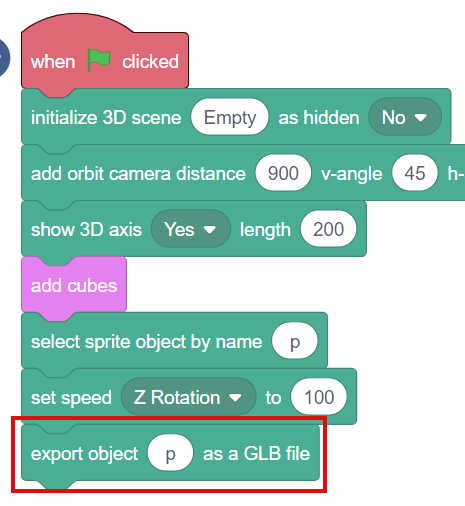 when clicked
initialize 3D scene Empty as hidden No
add orbit camera distance 900 v-angle 45 h-
show 3D axis Yes length 200
add cubes
select sprite object by name p
set speed Z Rotation to 100
export object p as a GLB file